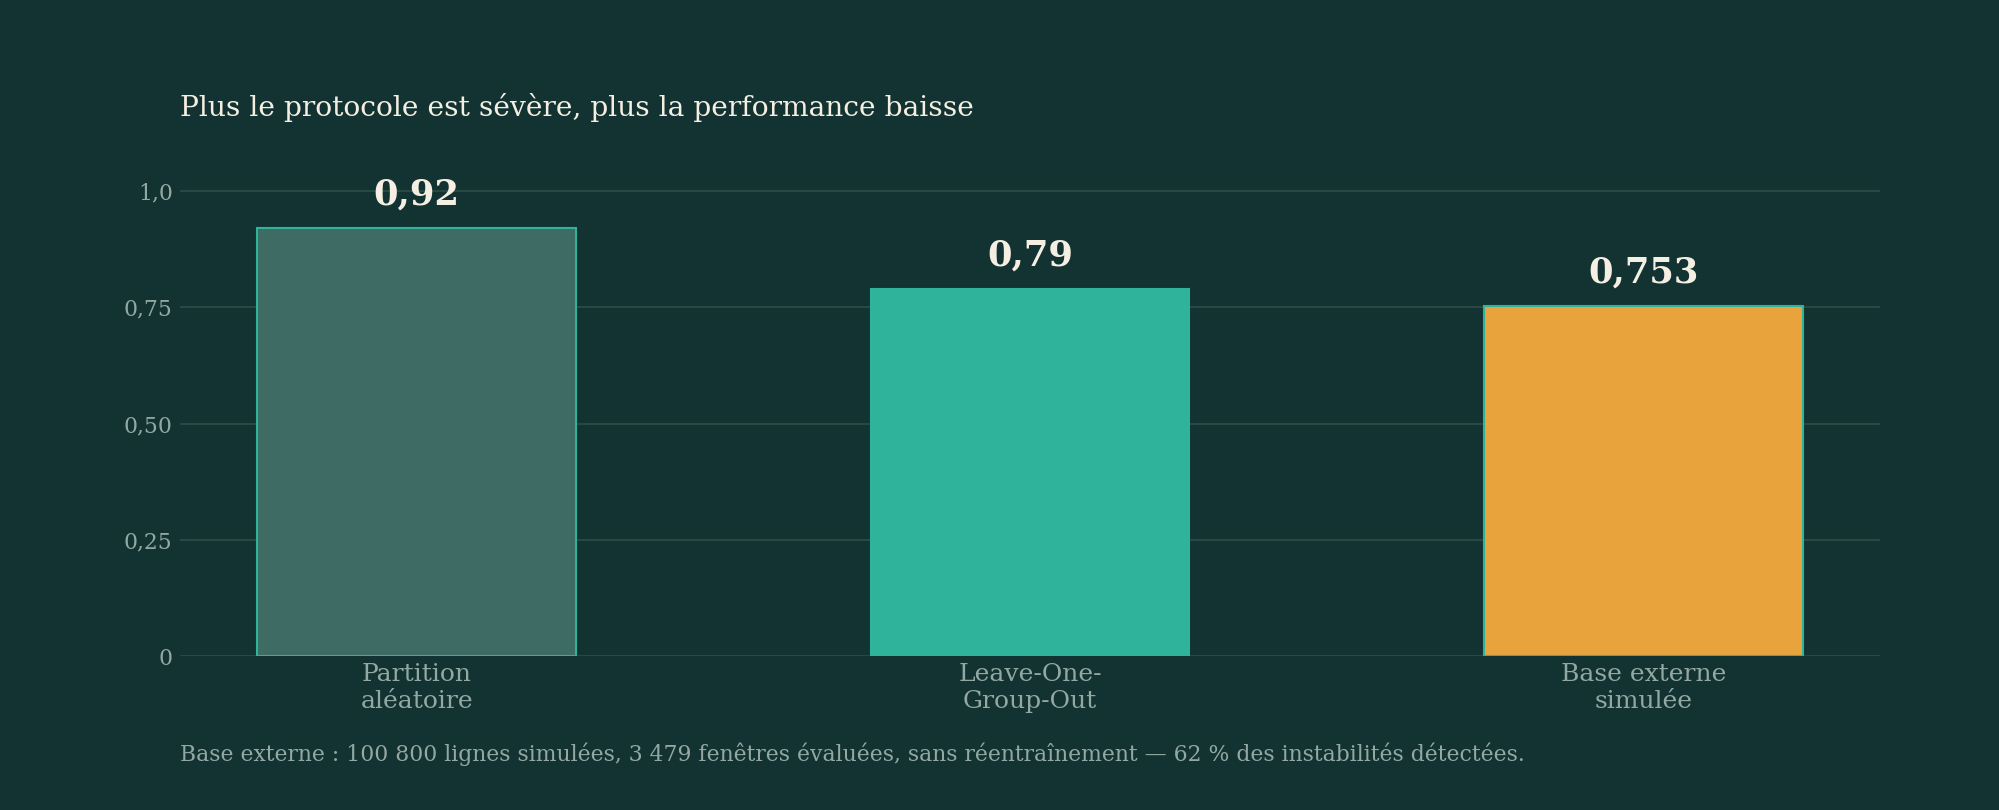 Plus le protocole est sévère, plus la performance baisse
1,0
0,92
0,79
0,753
0,75
0,50
0,25
0
Partition
aléatoire
Leave-One-
Group-Out
Base externe
simulée
Base externe : 100 800 lignes simulées, 3 479 fenêtres évaluées, sans réentraînement — 62 % des instabilités détectées.